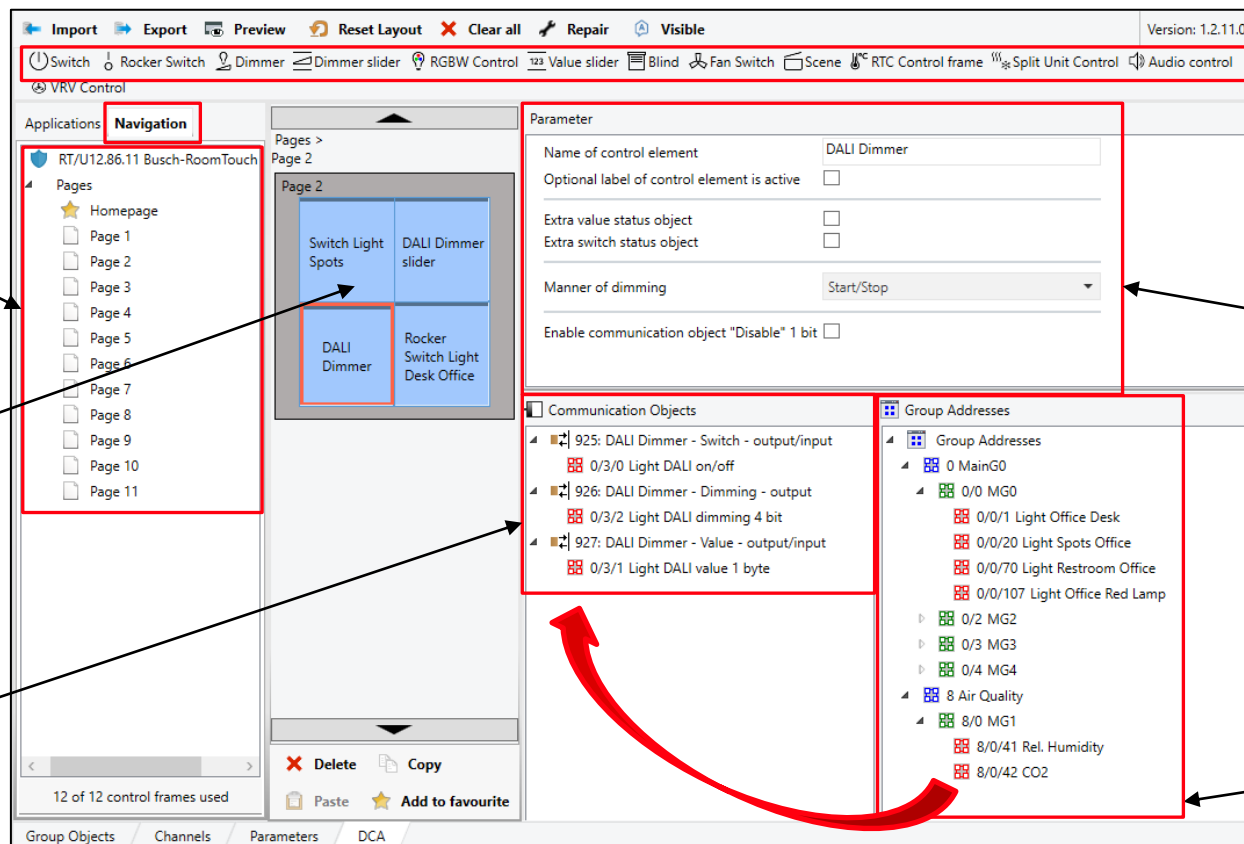 Import Export Preview Reset Layout Clear all Repair Visible Version: 1.2.11.0
Switch Rocker Switch Dimmer Dimmer slider RGBW Control 123 Value slider Blind Fan Switch Scene °C RTC Control frame Split Unit Control Audio control
VRV Control
Applications Navigation
RT/U12.86.11 Busch-RoomTouch
Pages
Homepage
Page 1
Page 2
Page 3
Page 4
Page 5
Page 6
Page 7
Page 8
Page 9
Page 10
Page 11
12 of 12 control frames used
Pages >
Page 2
Page 2
Switch Light
Spots
DALI Dimmer
slider
DALI
Dimmer
Rocker
Switch Light
Desk Office
Delete Copy
Paste Add to favourite
Parameter
Name of control element DALI Dimmer
Optional label of control element is active
Extra value status object
Extra switch status object
Manner of dimming Start/Stop
Enable communication object "Disable" 1 bit
Communication Objects
925: DALI Dimmer - Switch - output/input
0/3/0 Light DALI on/off
926: DALI Dimmer - Dimming - output
0/3/2 Light DALI dimming 4 bit
927: DALI Dimmer - Value - output/input
0/3/1 Light DALI value 1 byte
Group Addresses
Group Addresses
0 MainG0
0/0 MG0
0/0/1 Light Office Desk
0/0/20 Light Spots Office
0/0/70 Light Restroom Office
0/0/107 Light Office Red Lamp
0/2 MG2
0/3 MG3
0/4 MG4
8 Air Quality
8/0 MG1
8/0/41 Rel. Humidity
8/0/42 CO2
Group Objects Channels Parameters DCA